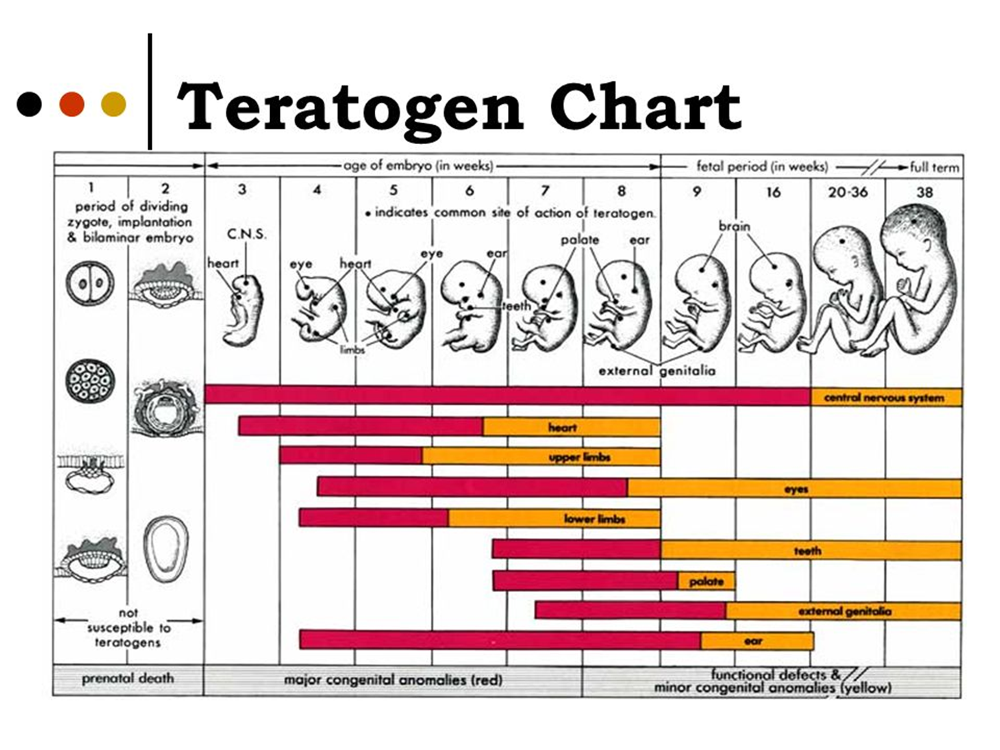 Teratogen Chart
age of embryo (in weeks)
fetal period (in weeks)
full term
1
2
3
4
5
6
7
8
9
16
20-36
38
period of dividing
zygote, implantation
& bilaminar embryo
• indicates common site of action of teratogen.
C.N.S.
heart
eye
heart
eye
ear
palate
ear
brain
teeth
limbs
external genitalia
central nervous system
heart
upper limbs
eyes
lower limbs
teeth
palate
external genitalia
ear
not
susceptible to
teratogens
prenatal death
major congenital anomalies (red)
functional defects &
minor congenital anomalies (yellow)